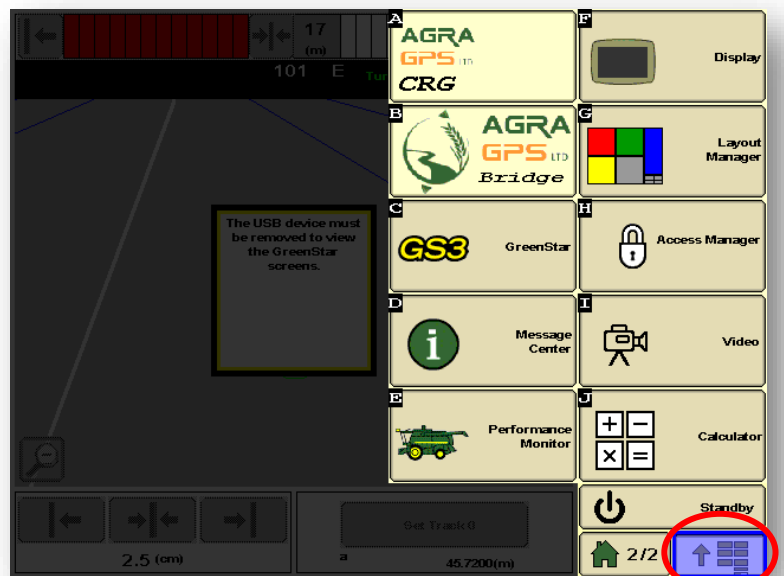 17
(m)
101 E Tur
The USB device must
be removed to view
the GreenStar
screens.
Set Track 0
2.5 (cm)
a
45.7200(m)
A
AGRA
GPS LTD
CRG
B
AGRA
GPS LTD
Bridge
C
GS3
GreenStar
D
i
Message
Center
E
Performance
Monitor
F
Display
G
Layout
Manager
H
Access Manager
I
Video
J
+ −
× =
Calculator
Standby
2/2